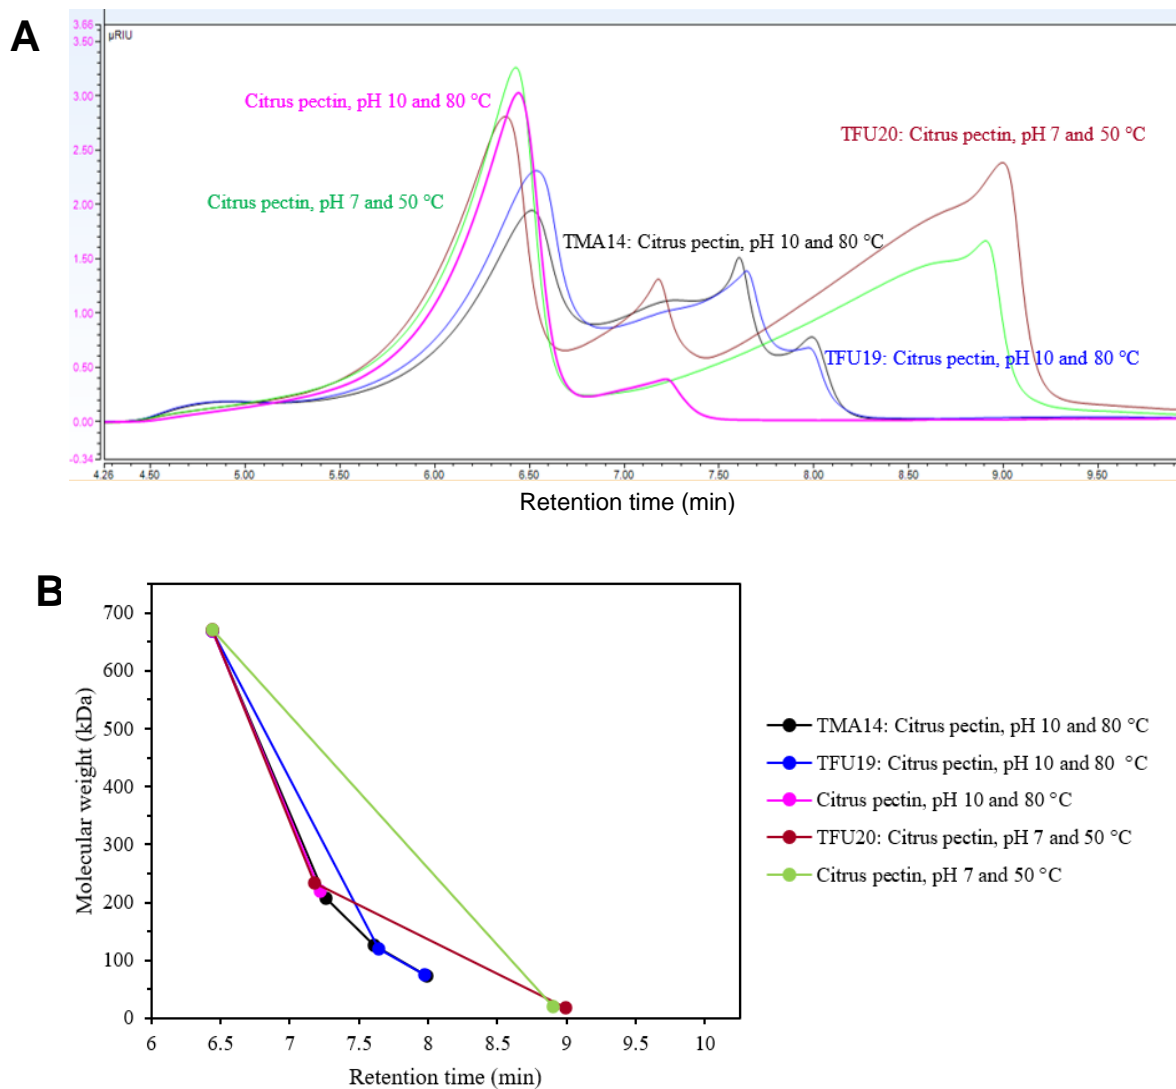 A
µRIU
3.66
3.50
3.00
2.50
2.00
1.50
1.00
0.50
0.00
-0.34
Citrus pectin, pH 10 and 80 °C
TFU20: Citrus pectin, pH 7 and 50 °C
Citrus pectin, pH 7 and 50 °C
TMA14: Citrus pectin, pH 10 and 80 °C
TFU19: Citrus pectin, pH 10 and 80 °C
4.26 4.50 5.00 5.50 6.00 6.50 7.00 7.50 8.00 8.50 9.00 9.50
Retention time (min)
B
Molecular weight (kDa)
700
600
500
400
300
200
100
0
6 6.5 7 7.5 8 8.5 9 9.5 10
Retention time (min)
TMA14: Citrus pectin, pH 10 and 80 °C
TFU19: Citrus pectin, pH 10 and 80 °C
Citrus pectin, pH 10 and 80 °C
TFU20: Citrus pectin, pH 7 and 50 °C
Citrus pectin, pH 7 and 50 °C